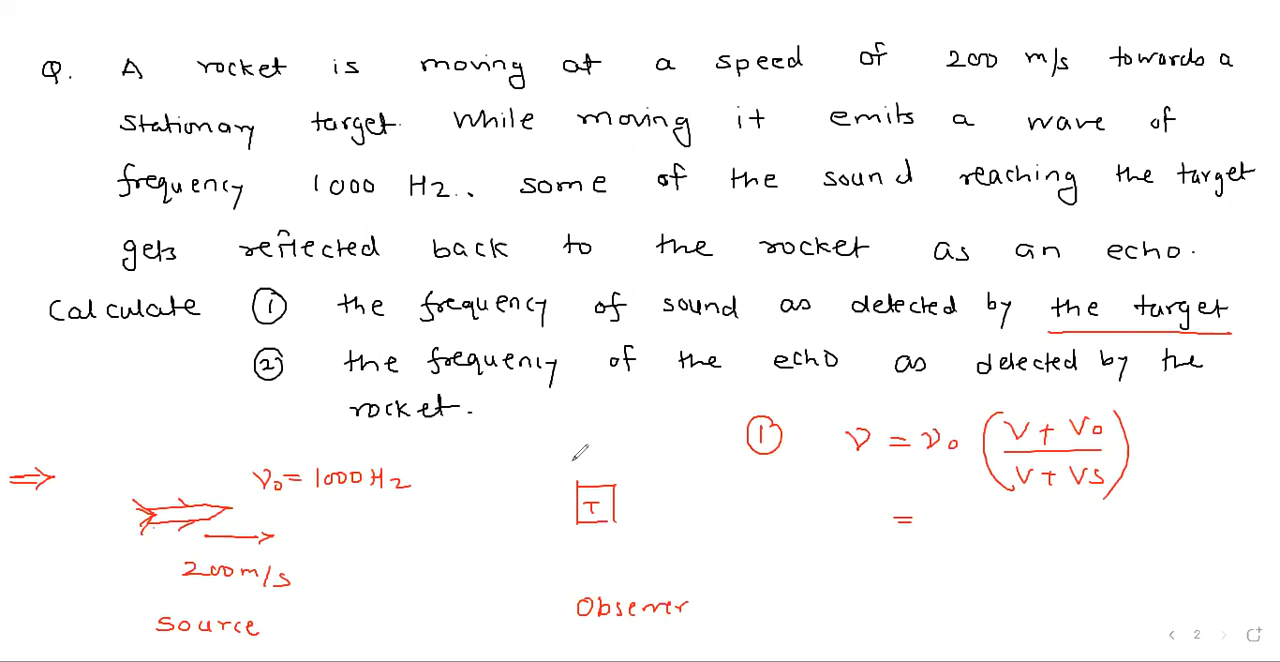 Q. A rocket is moving at a speed of 200 m/s towards a
stationary target. While moving it emits a wave of
frequency 1000 Hz.. some of the sound reaching the target
gets reflected back to the rocket as an echo.
Calculate ① the frequency of sound as detected by the target
② the frequency of the echo as detected by the
rocket.
① ν = ν₀ (V + V₀ / V + VS)
=
⇒ ν₀ = 1000 Hz
T
200 m/s
Source
Observer
2